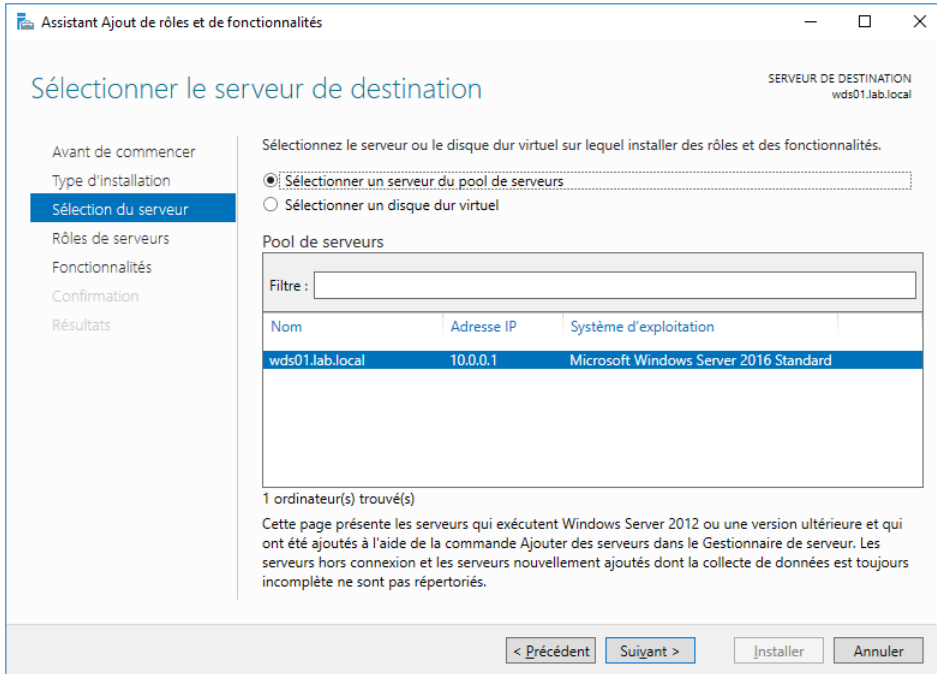 Assistant Ajout de rôles et de fonctionnalités
Sélectionner le serveur de destination
SERVEUR DE DESTINATION
wds01.lab.local
Avant de commencer
Type d'installation
Sélection du serveur
Rôles de serveurs
Fonctionnalités
Confirmation
Résultats
Sélectionnez le serveur ou le disque dur virtuel sur lequel installer des rôles et des fonctionnalités.
Sélectionner un serveur du pool de serveurs
Sélectionner un disque dur virtuel
Pool de serveurs
Filtre :
Nom Adresse IP Système d'exploitation
wds01.lab.local 10.0.0.1 Microsoft Windows Server 2016 Standard
1 ordinateur(s) trouvé(s)
Cette page présente les serveurs qui exécutent Windows Server 2012 ou une version ultérieure et qui
ont été ajoutés à l'aide de la commande Ajouter des serveurs dans le Gestionnaire de serveur. Les
serveurs hors connexion et les serveurs nouvellement ajoutés dont la collecte de données est toujours
incomplète ne sont pas répertoriés.
< Précédent Suivant > Installer Annuler